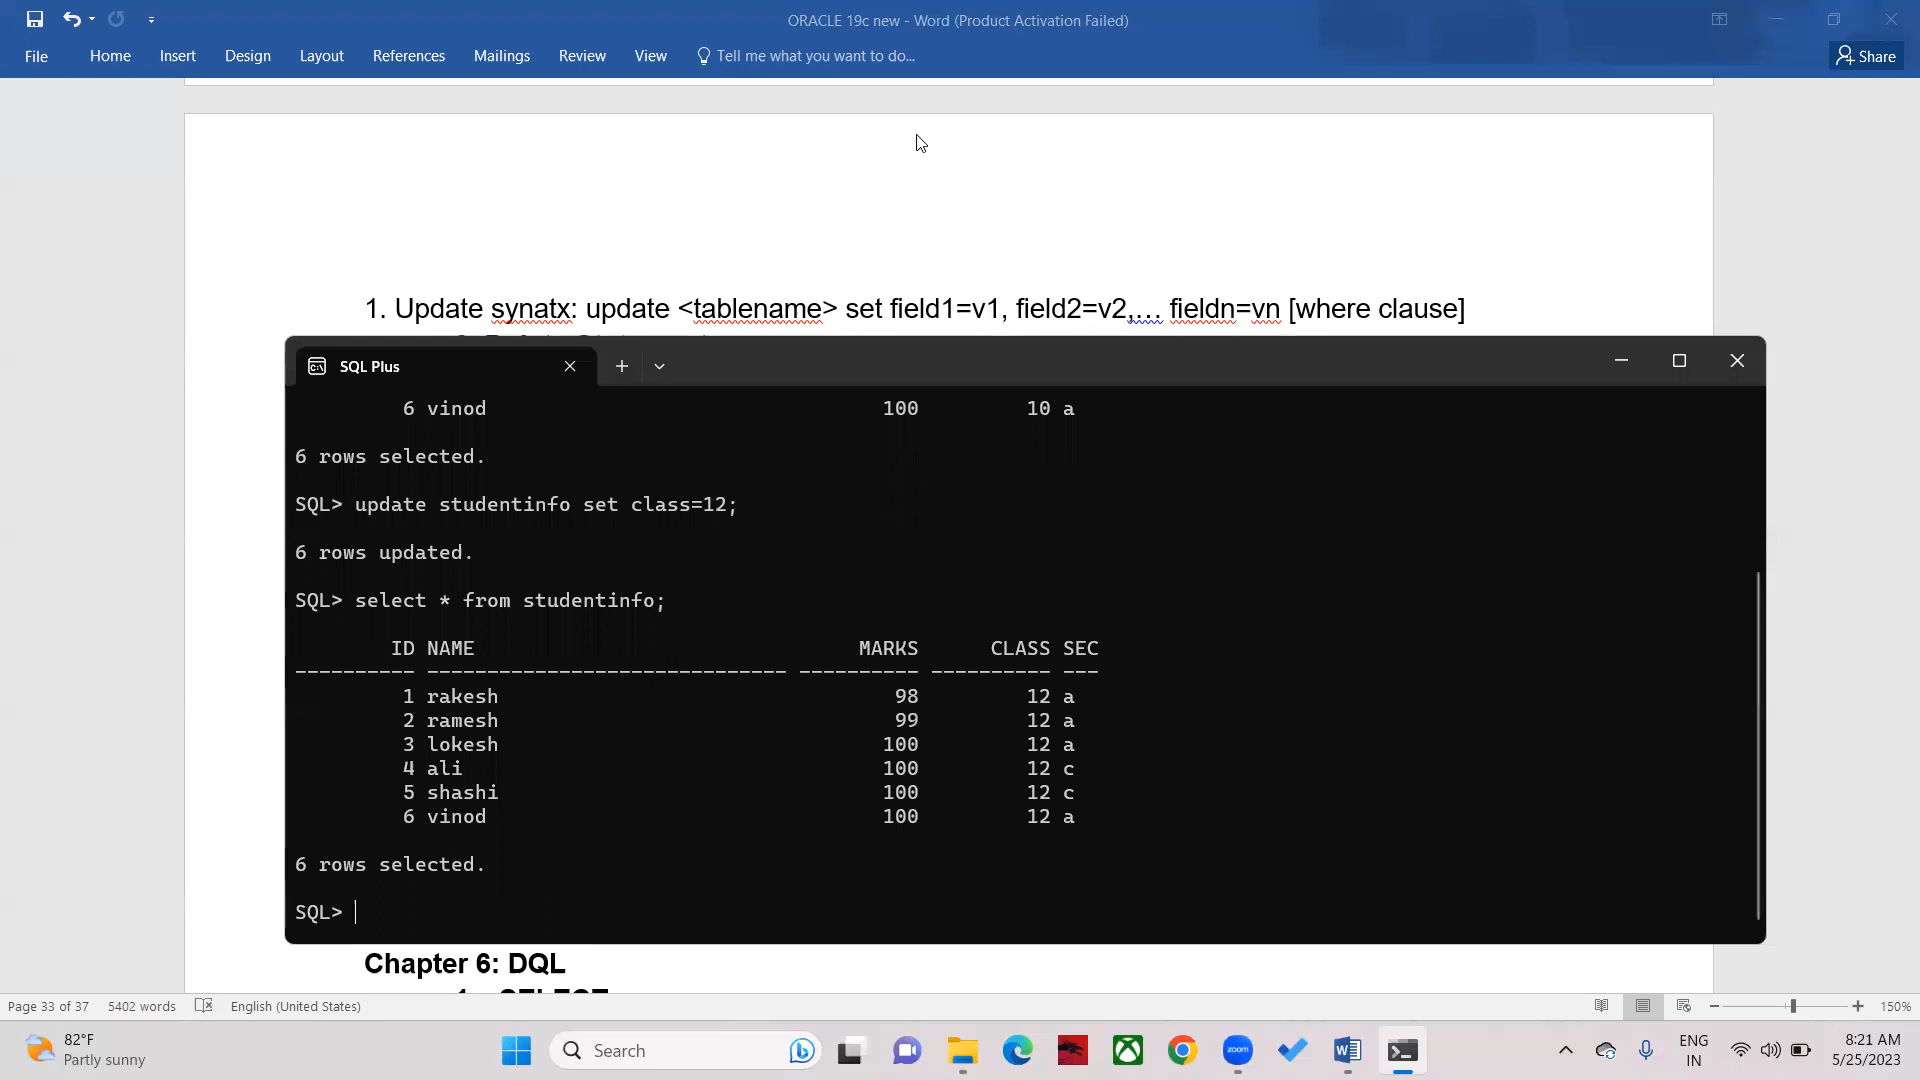 ORACLE 19c new - Word (Product Activation Failed)
File Home Insert Design Layout References Mailings Review View Tell me what you want to do... Share
1. Update synatx: update <tablename> set field1=v1, field2=v2,… fieldn=vn [where clause]
SQL Plus
6 vinod 100 10 a
6 rows selected.
SQL> update studentinfo set class=12;
6 rows updated.
SQL> select * from studentinfo;
ID NAME MARKS CLASS SEC
---------- ------------------------------ ---------- ---------- ---
1 rakesh 98 12 a
2 ramesh 99 12 a
3 lokesh 100 12 a
4 ali 100 12 c
5 shashi 100 12 c
6 vinod 100 12 a
6 rows selected.
SQL>
Chapter 6: DQL
Page 33 of 37 5402 words English (United States) 150%
82°F
Partly sunny
Search
zoom
ENG
IN
8:21 AM
5/25/2023